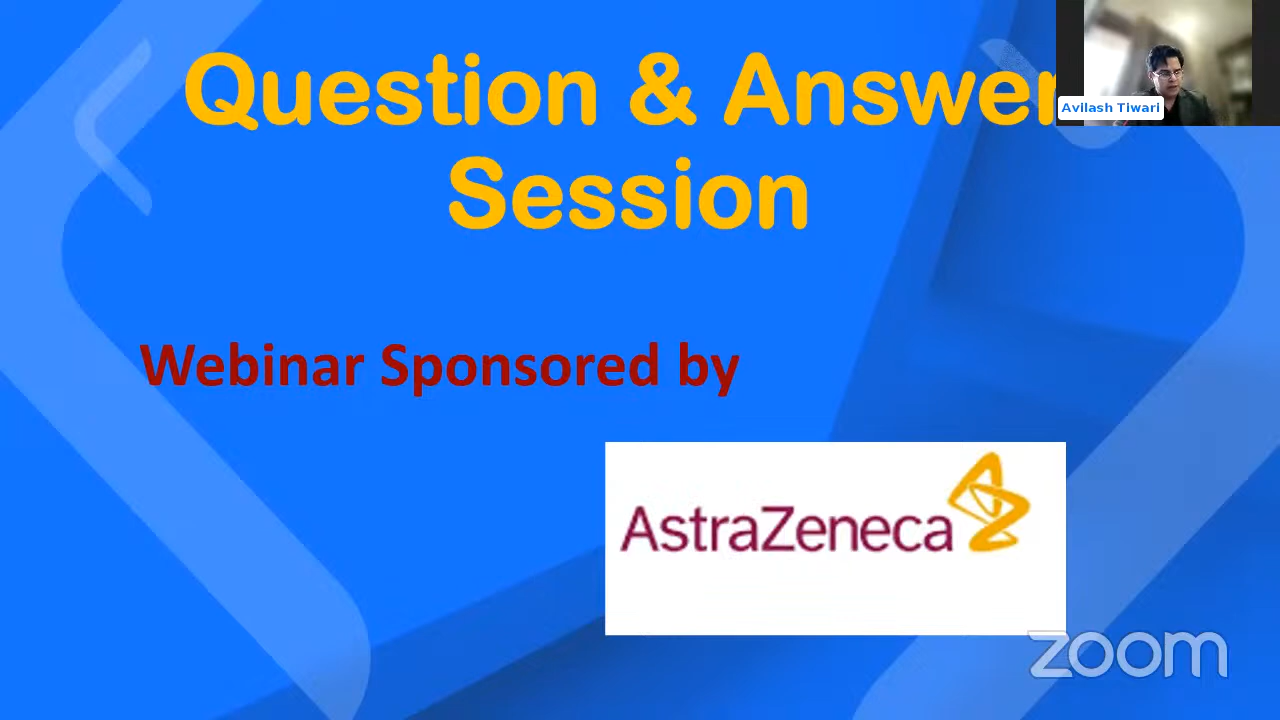 Question & Answer
Session
Avilash Tiwari
Webinar Sponsored by
AstraZeneca
zoom